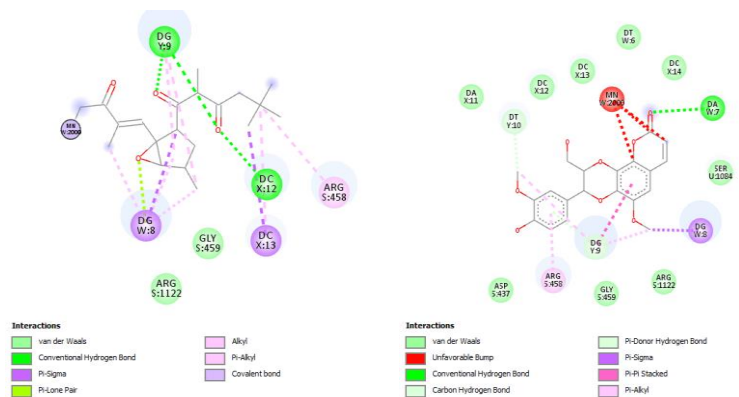 DG
Y:9
MN
W:2000
DC
X:12
ARG
S:458
DG
W:8
GLY
S:459
DC
X:13
ARG
S:1122
Interactions
van der Waals
Conventional Hydrogen Bond
Pi-Sigma
Pi-Lone Pair
Alkyl
Pi-Alkyl
Covalent bond
DT
W:6
DC
X:13
DC
X:14
DC
X:12
DA
X:11
MN
W:2000
DA
W:7
DT
Y:10
SER
U:1084
DG
W:8
DG
Y:9
ASP
S:437
ARG
S:458
GLY
S:459
ARG
S:1122
Interactions
van der Waals
Unfavorable Bump
Conventional Hydrogen Bond
Carbon Hydrogen Bond
Pi-Donor Hydrogen Bond
Pi-Sigma
Pi-Pi Stacked
Pi-Alkyl